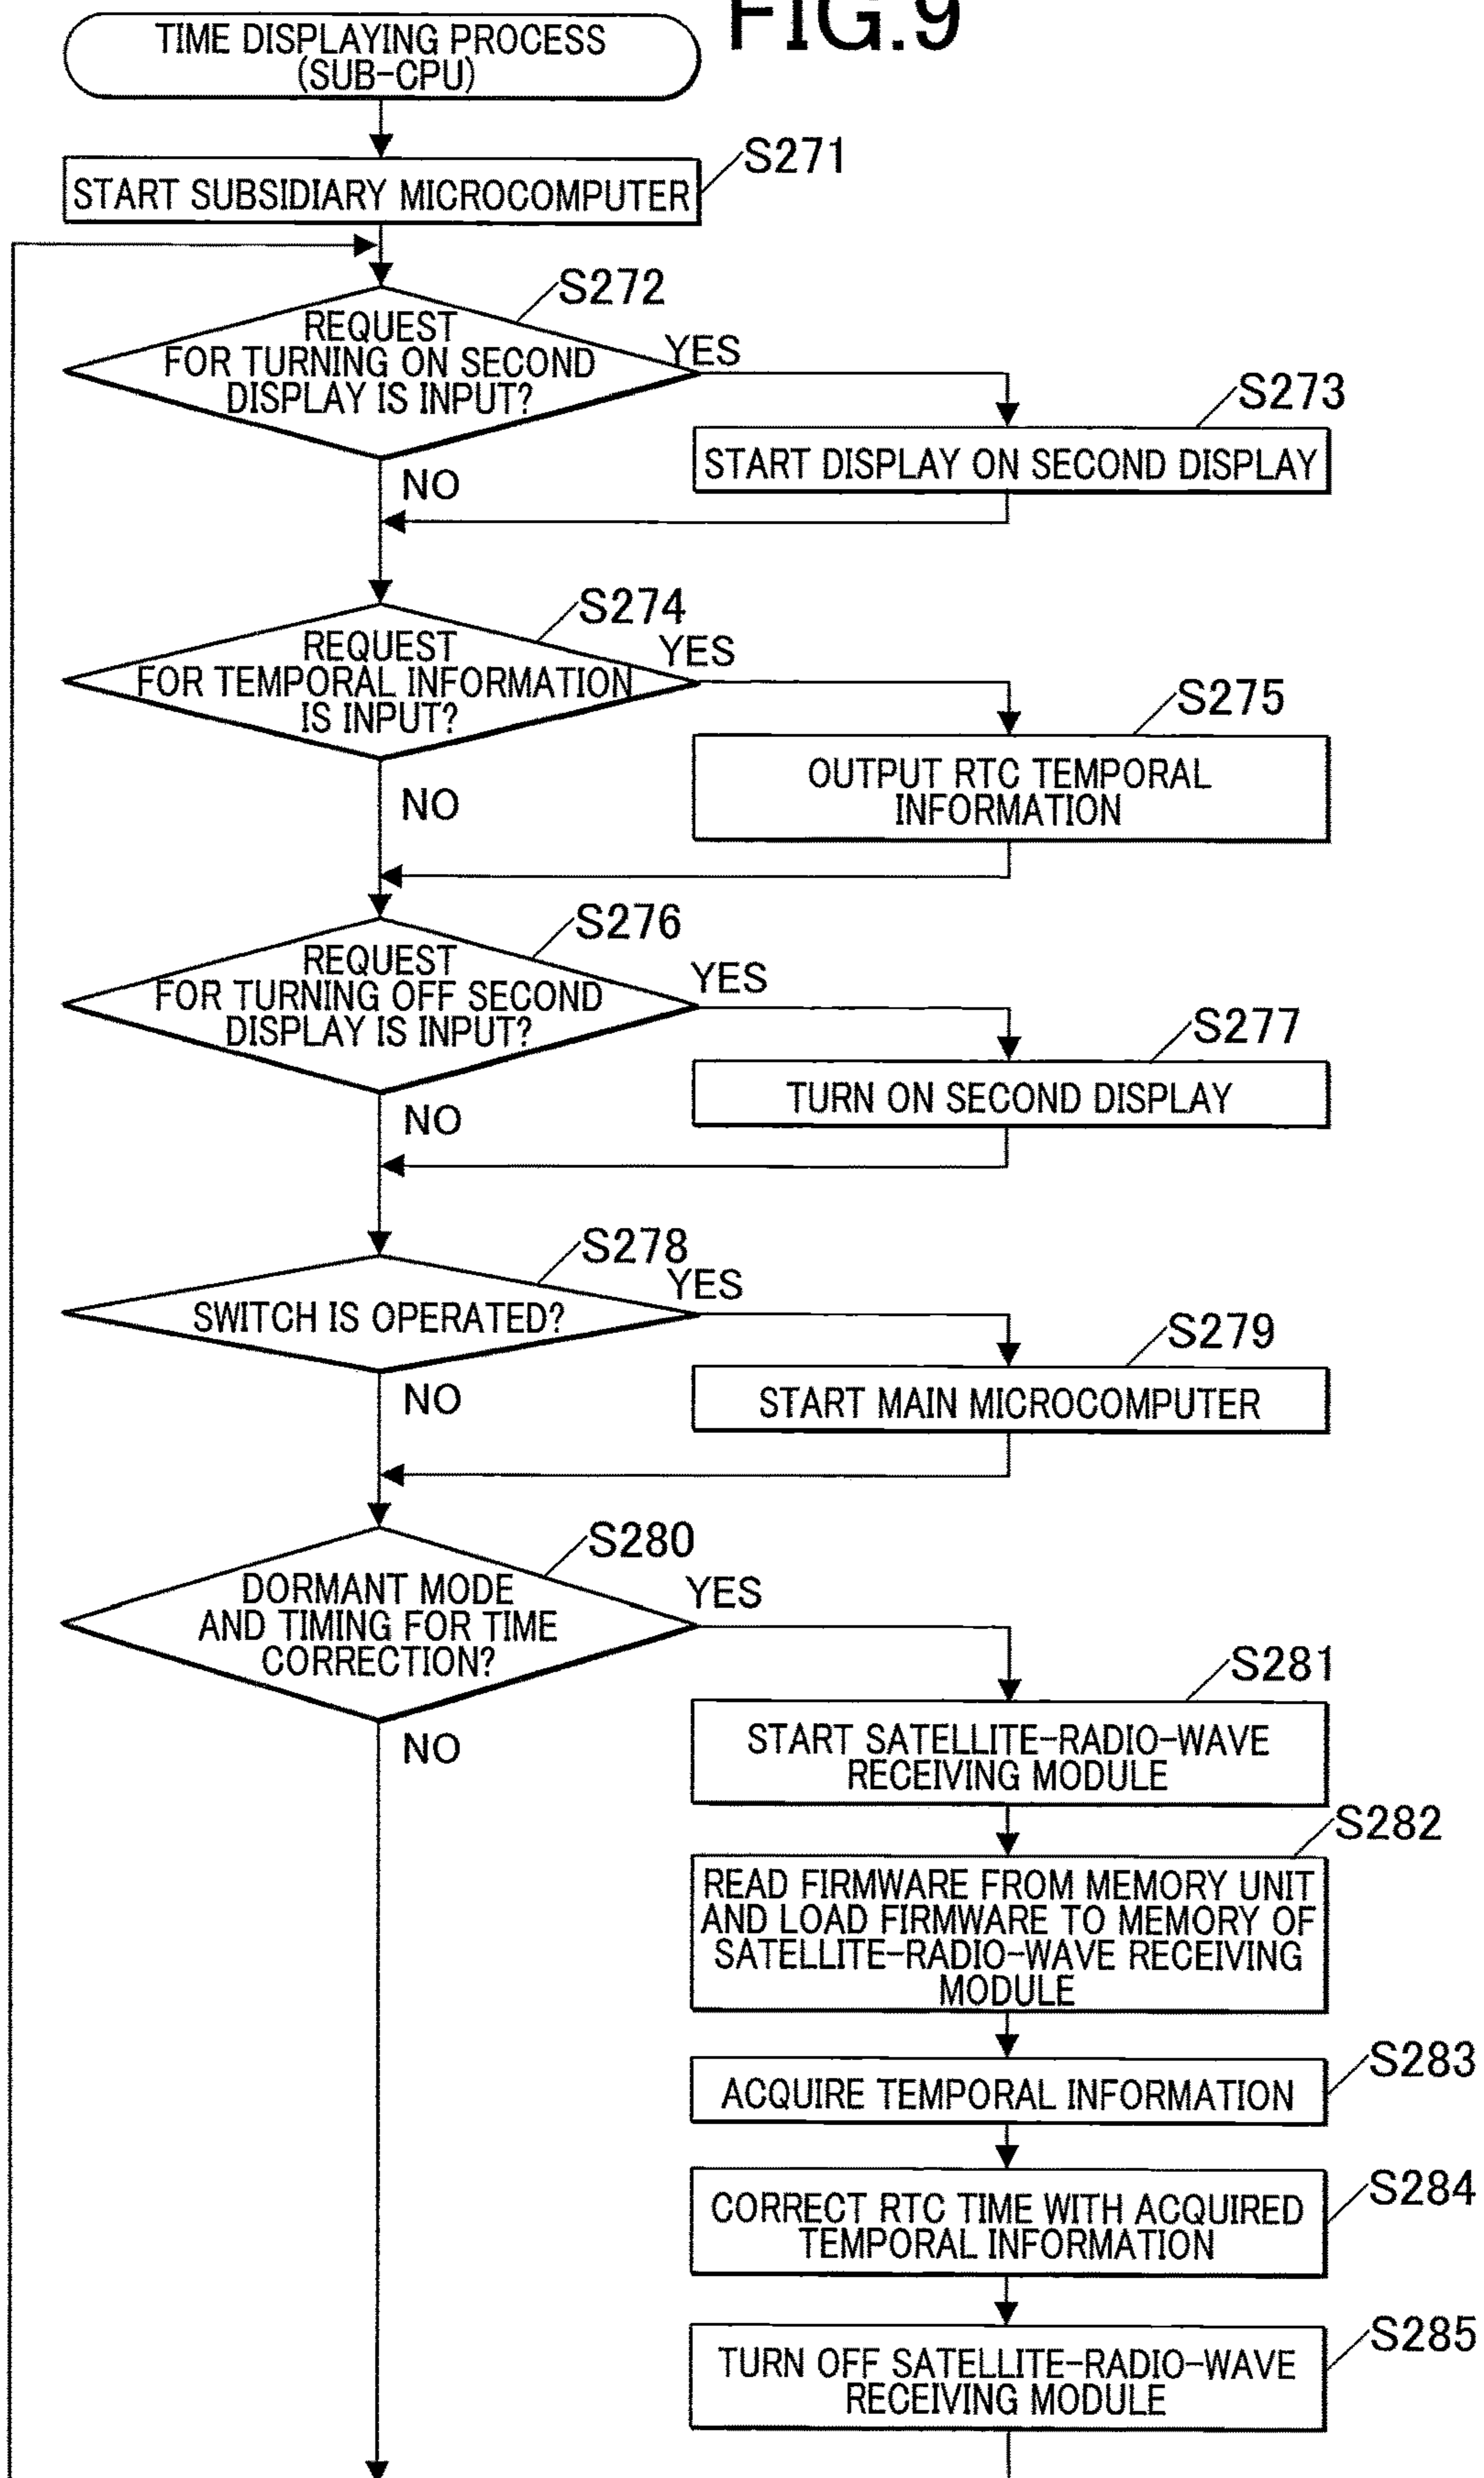 FIG.9
TIME DISPLAYING PROCESS
(SUB-CPU)
S271
START SUBSIDIARY MICROCOMPUTER
S272
REQUEST
FOR TURNING ON SECOND
DISPLAY IS INPUT?
YES
S273
START DISPLAY ON SECOND DISPLAY
NO
S274
REQUEST
FOR TEMPORAL INFORMATION
IS INPUT?
YES
S275
OUTPUT RTC TEMPORAL
INFORMATION
NO
S276
REQUEST
FOR TURNING OFF SECOND
DISPLAY IS INPUT?
YES
S277
TURN ON SECOND DISPLAY
NO
S278
SWITCH IS OPERATED?
YES
S279
START MAIN MICROCOMPUTER
NO
S280
DORMANT MODE
AND TIMING FOR TIME
CORRECTION?
YES
S281
START SATELLITE-RADIO-WAVE
RECEIVING MODULE
NO
S282
READ FIRMWARE FROM MEMORY UNIT
AND LOAD FIRMWARE TO MEMORY OF
SATELLITE-RADIO-WAVE RECEIVING
MODULE
S283
ACQUIRE TEMPORAL INFORMATION
S284
CORRECT RTC TIME WITH ACQUIRED
TEMPORAL INFORMATION
S285
TURN OFF SATELLITE-RADIO-WAVE
RECEIVING MODULE